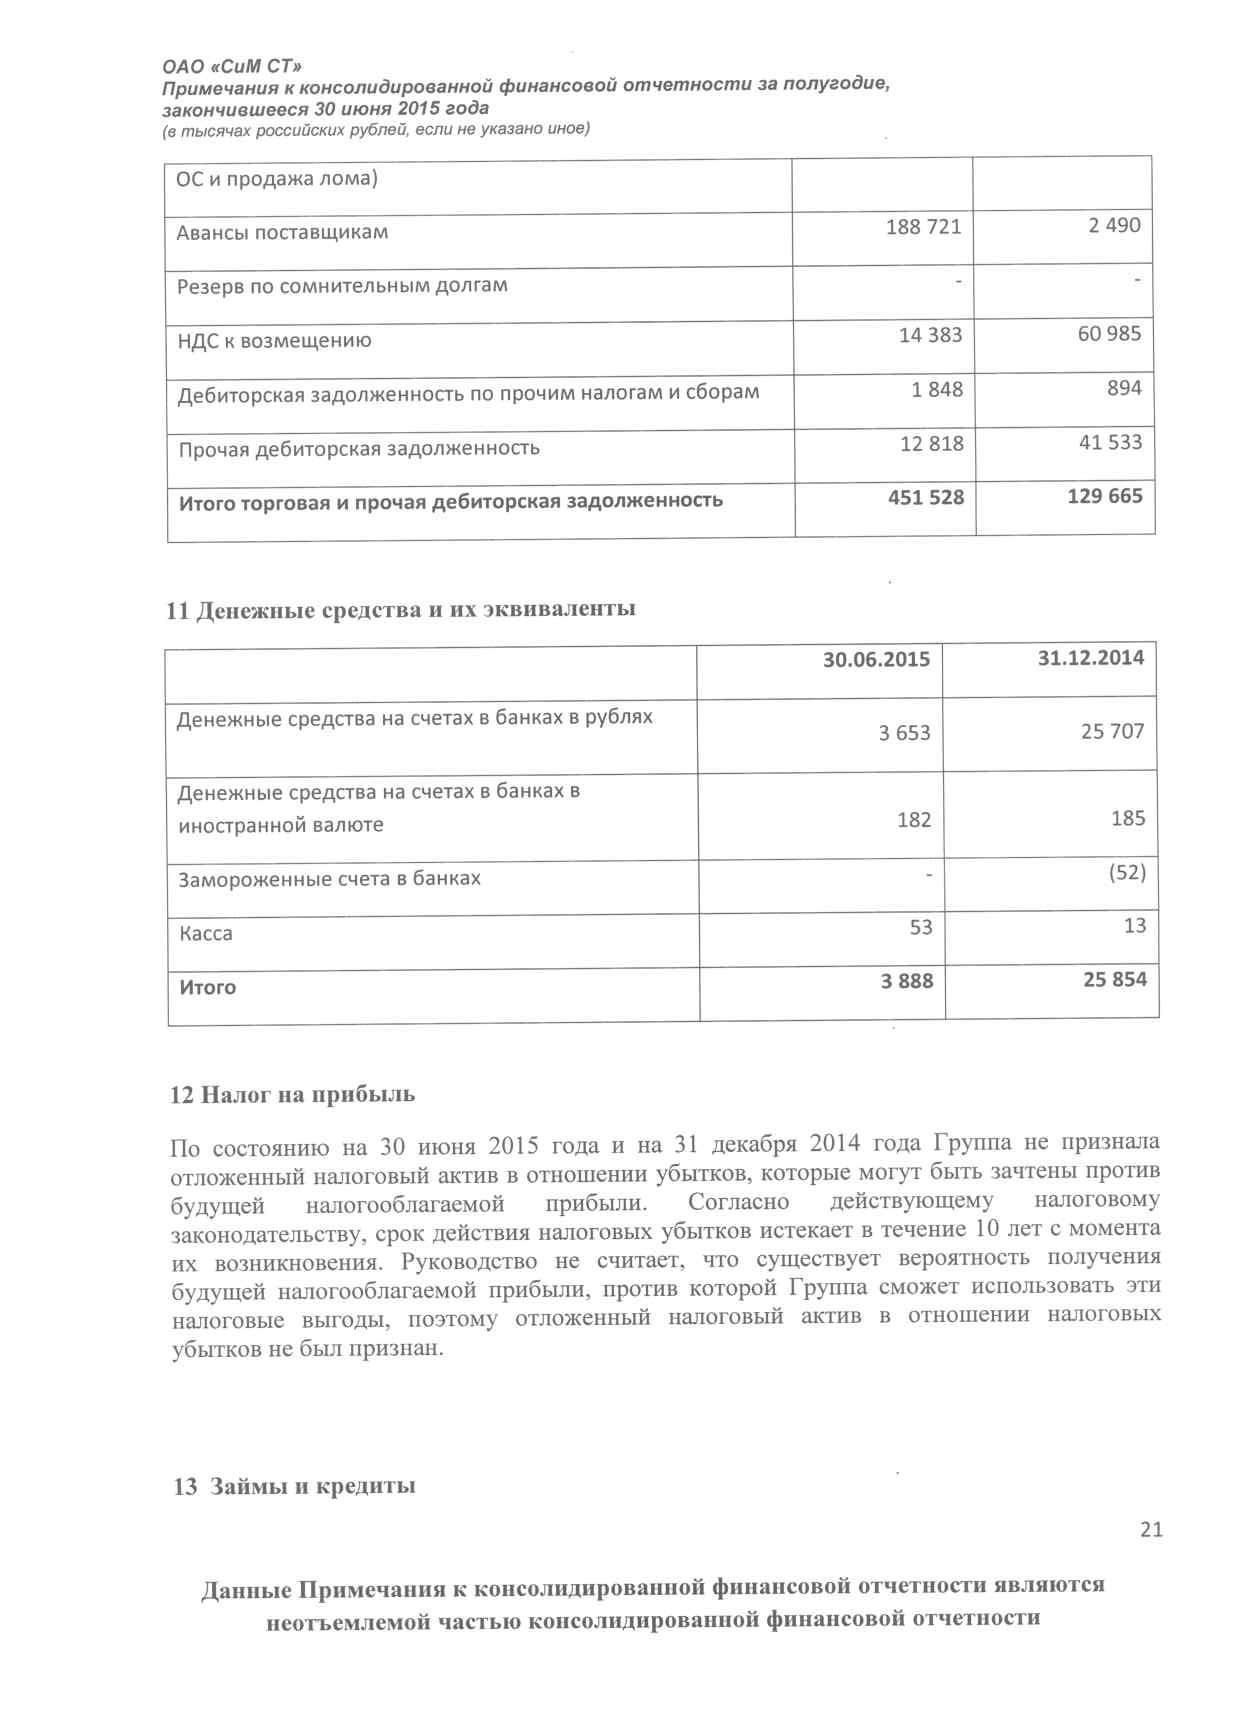 ОАО «СиМ СТ»
Примечания к консолидированной финансовой отчетности за полугодие,
закончившееся 30 июня 2015 года
(в тысячах российских рублей, если не указано иное)
ОС и продажа лома)
Авансы поставщикам 188 721 2 490
Резерв по сомнительным долгам - -
НДС к возмещению 14 383 60 985
Дебиторская задолженность по прочим налогам и сборам 1 848 894
Прочая дебиторская задолженность 12 818 41 533
Итого торговая и прочая дебиторская задолженность 451 528 129 665
11 Денежные средства и их эквиваленты
30.06.2015 31.12.2014
Денежные средства на счетах в банках в рублях 3 653 25 707
Денежные средства на счетах в банках в
иностранной валюте 182 185
Замороженные счета в банках - (52)
Касса 53 13
Итого 3 888 25 854
12 Налог на прибыль
По состоянию на 30 июня 2015 года и на 31 декабря 2014 года Группа не признала
отложенный налоговый актив в отношении убытков, которые могут быть зачтены против
будущей налогооблагаемой прибыли. Согласно действующему налоговому
законодательству, срок действия налоговых убытков истекает в течение 10 лет с момента
их возникновения. Руководство не считает, что существует вероятность получения
будущей налогооблагаемой прибыли, против которой Группа сможет использовать эти
налоговые выгоды, поэтому отложенный налоговый актив в отношении налоговых
убытков не был признан.
13 Займы и кредиты
21
Данные Примечания к консолидированной финансовой отчетности являются
неотъемлемой частью консолидированной финансовой отчетности